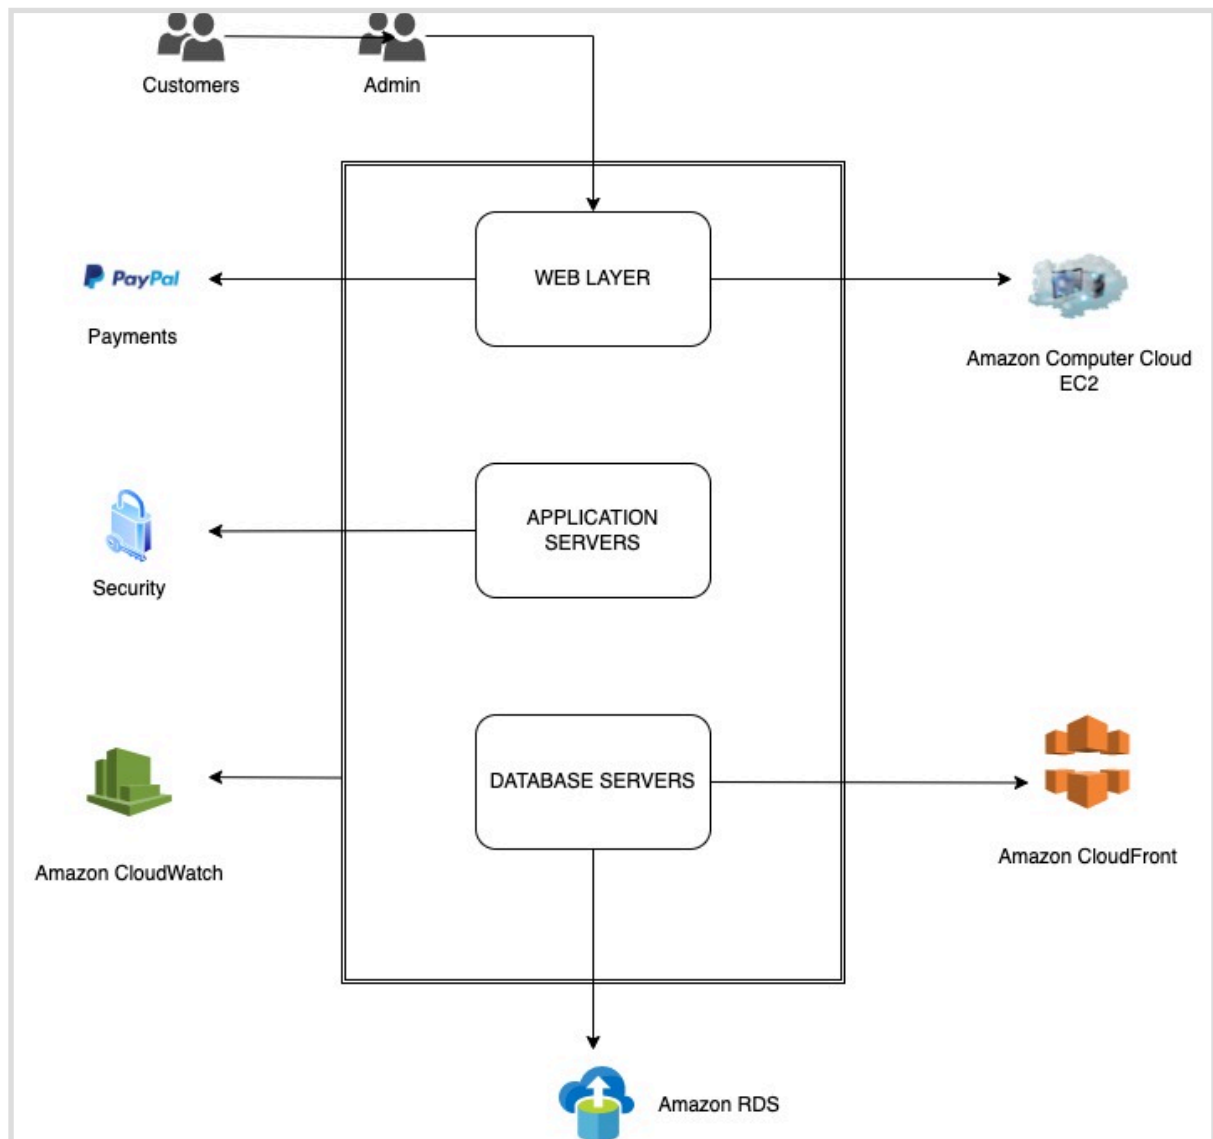 Customers
Admin
WEB LAYER
PayPal
Payments
Amazon Computer Cloud
EC2
APPLICATION
SERVERS
Security
DATABASE SERVERS
Amazon CloudWatch
Amazon CloudFront
Amazon RDS